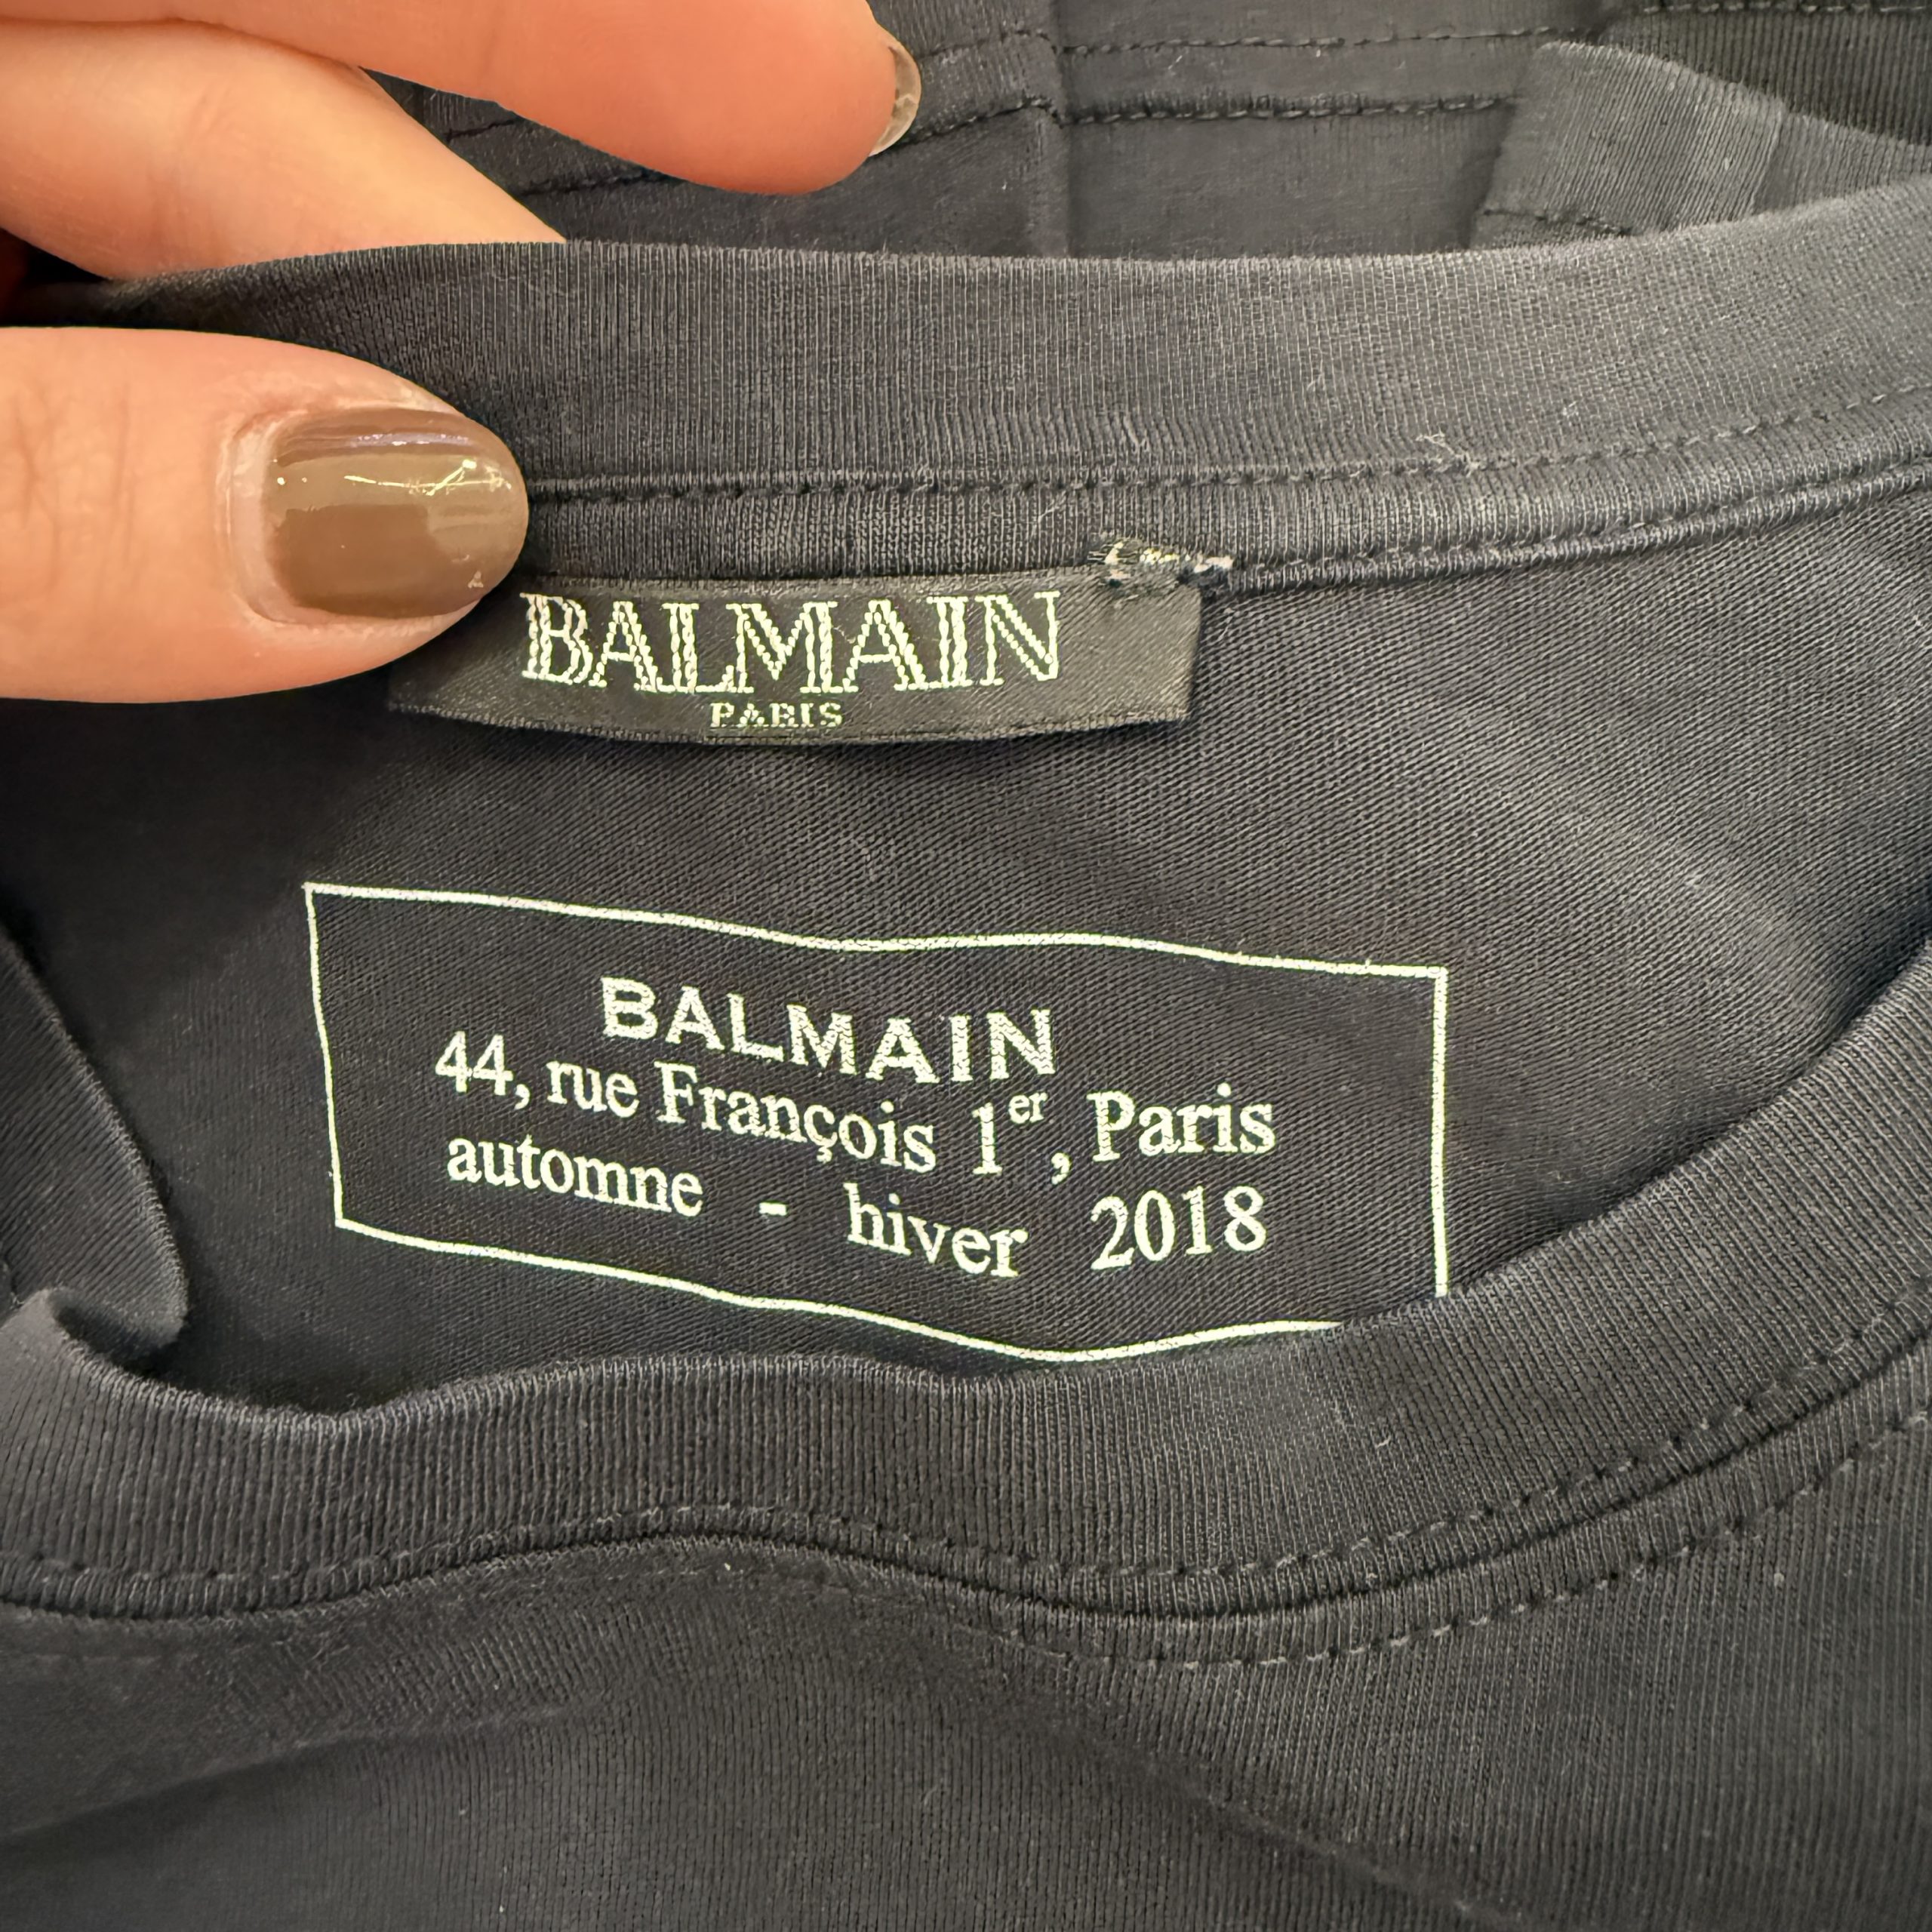 BALMAIN
PARIS
BALMAIN
44, rue François 1er, Paris
automne - hiver 2018